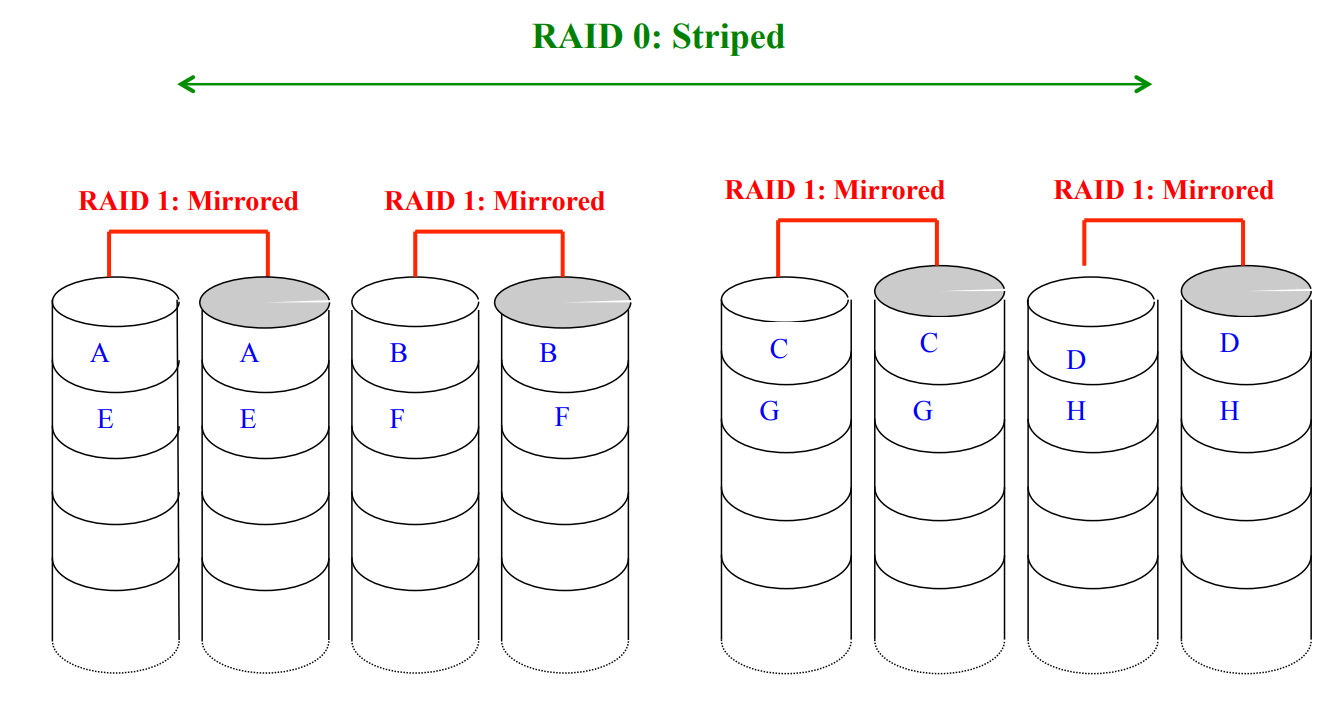 RAID 0: Striped
RAID 1: Mirrored RAID 1: Mirrored RAID 1: Mirrored RAID 1: Mirrored
A A B B C C D D
E E F F G G H H